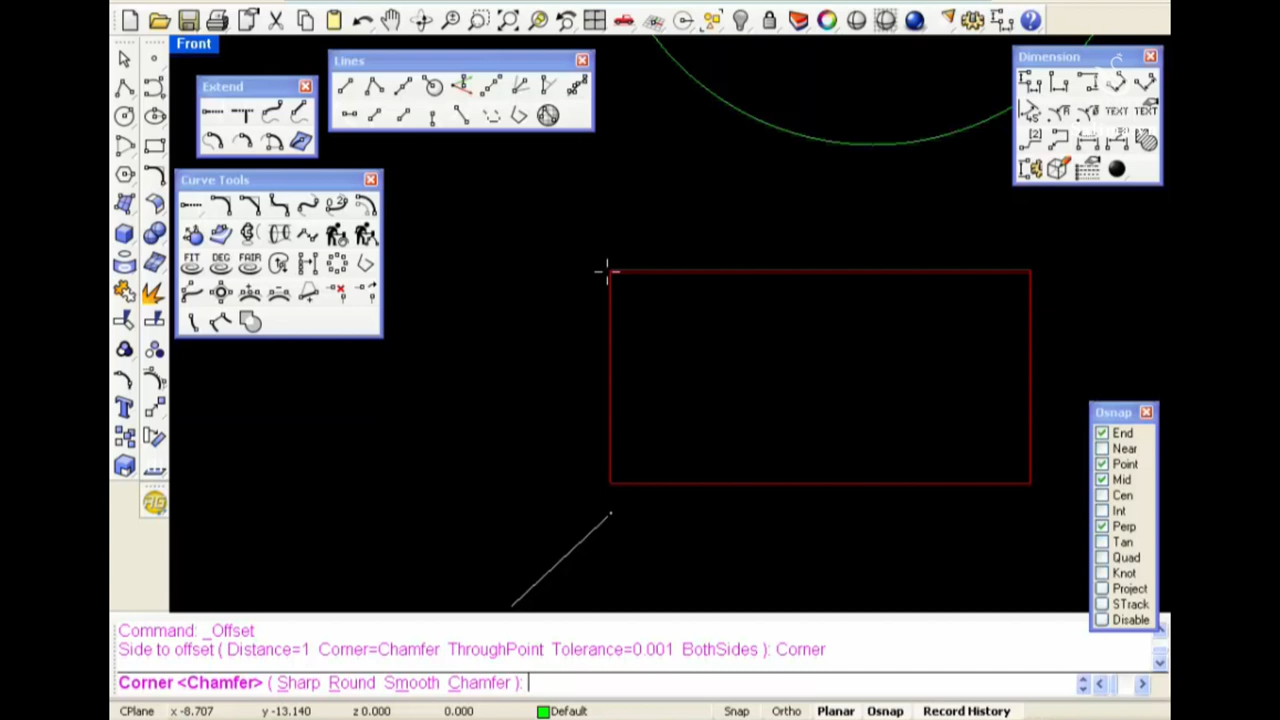 Front
Lines
Extend
Curve Tools
FIT DEG FAIR
Dimension
TEXT TEXT
Osnap
End
Near
Point
Mid
Cen
Int
Perp
Tan
Quad
Knot
Project
STrack
Disable
Command: _Offset
Side to offset ( Distance=1 Corner=Chamfer ThroughPoint Tolerance=0.001 BothSides ): Corner
Corner <Chamfer> ( Sharp Round Smooth Chamfer ):
CPlane x -8.707 y -13.140 z 0.000 0.000 Default Snap Ortho Planar Osnap Record History